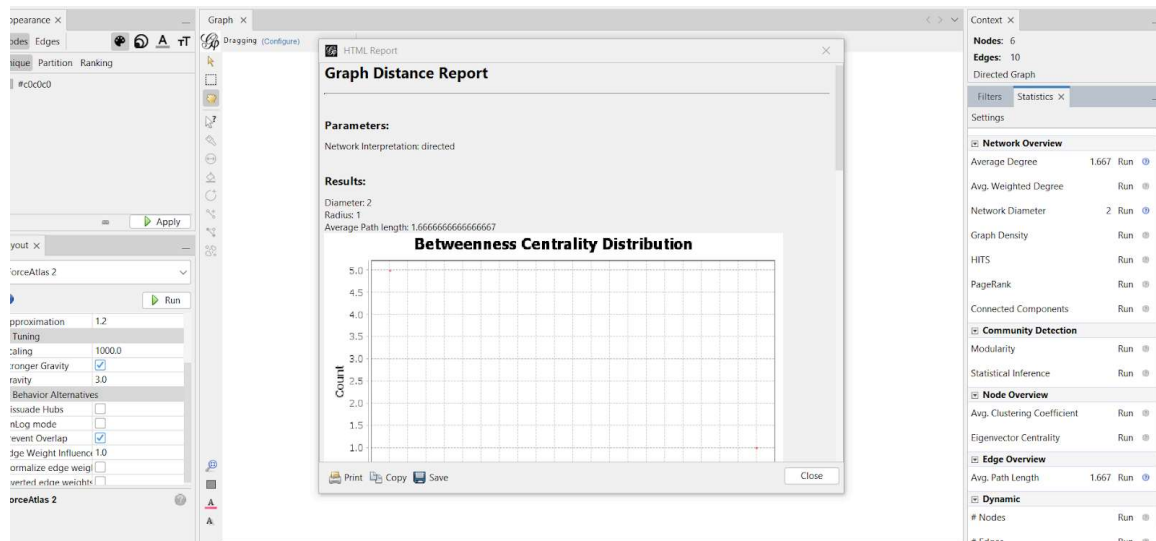 ppearance ×
odes Edges
nique Partition Ranking
#c0c0c0
Apply
yout ×
orceAtlas 2
Run
pproximation 1.2
Tuning
caling 1000.0
ronger Gravity
ravity 3.0
Behavior Alternatives
issuade Hubs
nLog mode
revent Overlap
dge Weight Influence 1.0
ormalize edge weigl
verted edge weights
orceAtlas 2
Graph ×
Dragging (Configure)
HTML Report
Graph Distance Report
Parameters:
Network Interpretation: directed
Results:
Diameter: 2
Radius: 1
Average Path length: 1.6666666666666667
Betweenness Centrality Distribution
5.0
4.5
4.0
3.5
3.0
2.5
2.0
1.5
1.0
Count
Print Copy Save
Close
Context ×
Nodes: 6
Edges: 10
Directed Graph
Filters Statistics ×
Settings
Network Overview
Average Degree 1.667 Run
Avg. Weighted Degree Run
Network Diameter 2 Run
Graph Density Run
HITS Run
PageRank Run
Connected Components Run
Community Detection
Modularity Run
Statistical Inference Run
Node Overview
Avg. Clustering Coefficient Run
Eigenvector Centrality Run
Edge Overview
Avg. Path Length 1.667 Run
Dynamic
# Nodes Run
# Edges Run